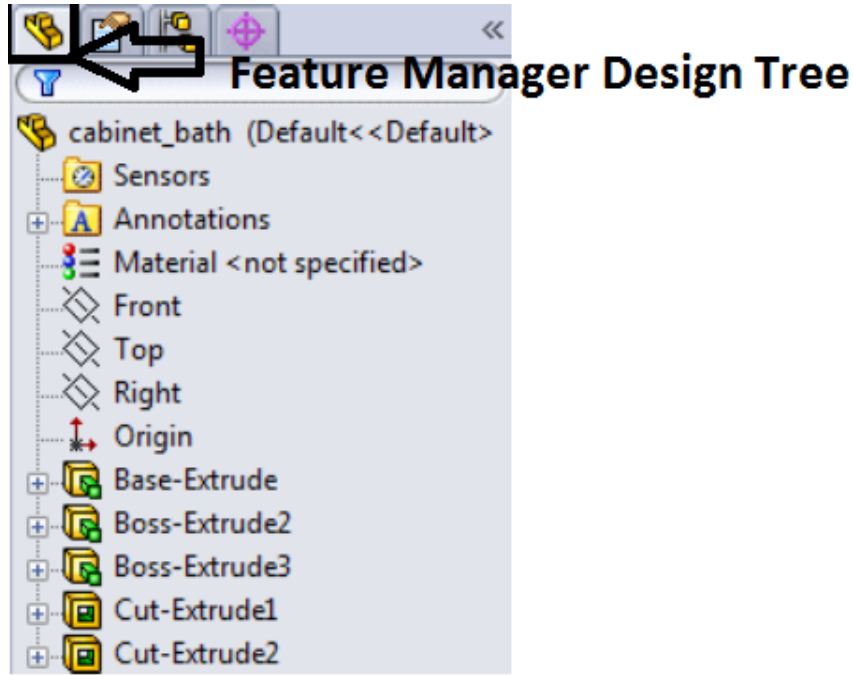 Feature Manager Design Tree
cabinet_bath (Default<<Default>
Sensors
A Annotations
Material <not specified>
Front
Top
Right
Origin
Base-Extrude
Boss-Extrude2
Boss-Extrude3
Cut-Extrude1
Cut-Extrude2